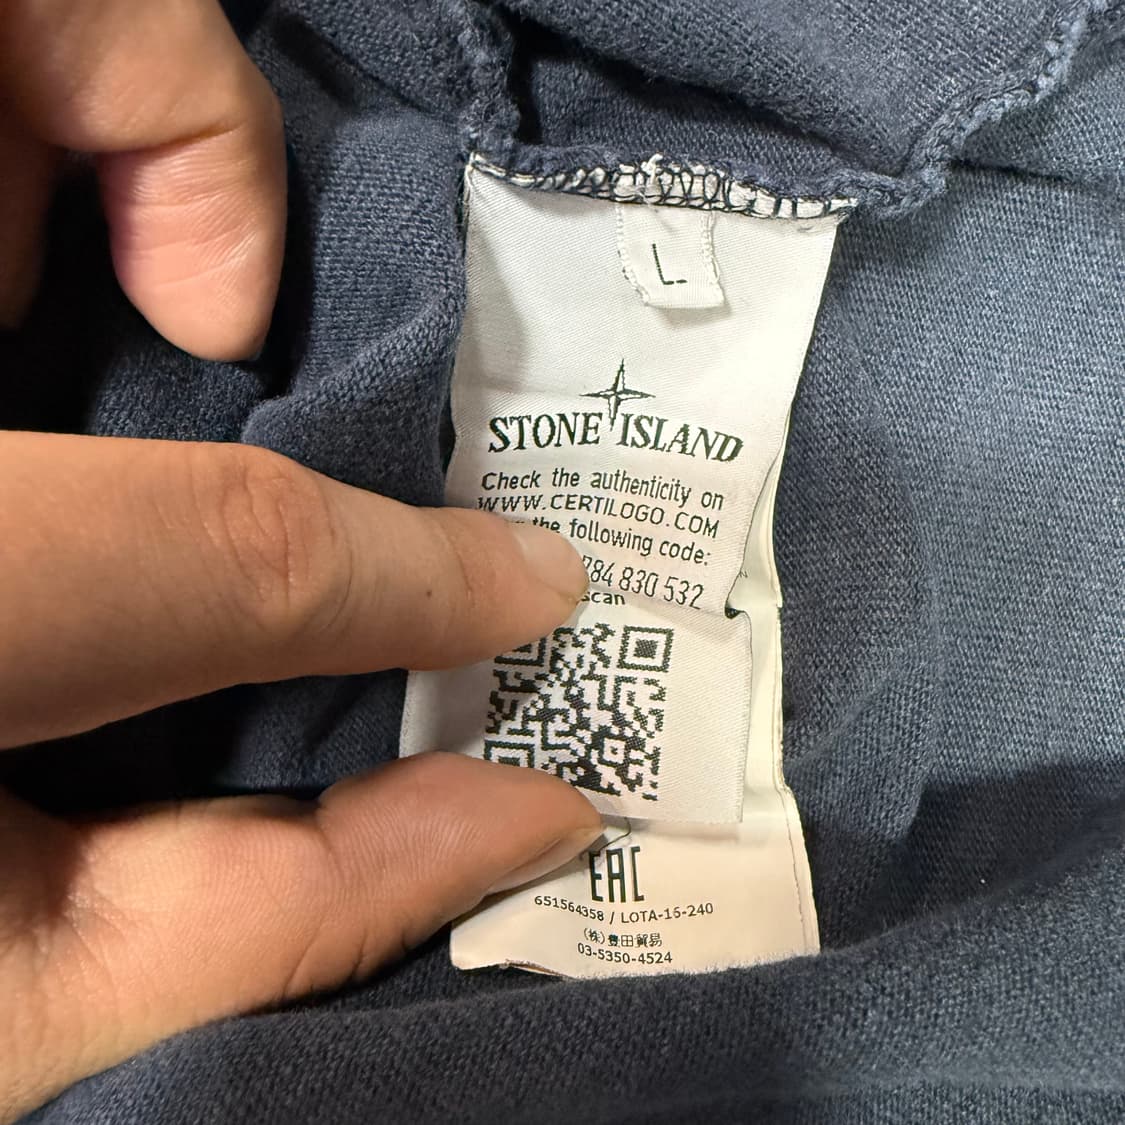 L
STONE ISLAND
Check the authenticity on
WWW.CERTILOGO.COM
the following code:
784 830 532
scan
EAC
651564358 / LOTA-16-240
(株)豊田貿易
03-5350-4524